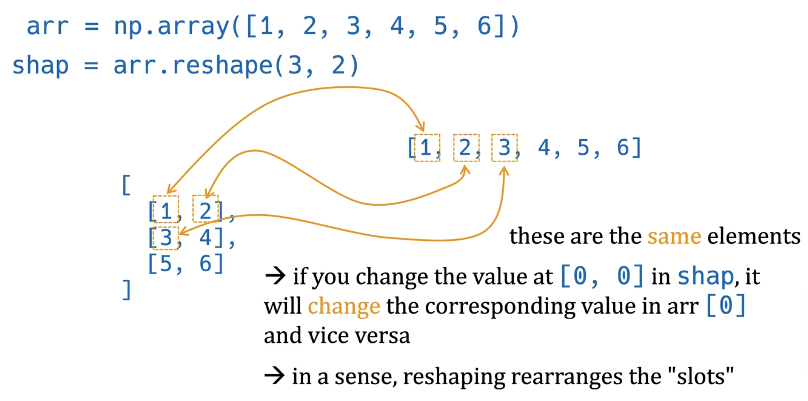 arr = np.array([1, 2, 3, 4, 5, 6])
shap = arr.reshape(3, 2)
[1, 2, 3, 4, 5, 6]
[
[1, 2],
[3, 4],
[5, 6]
]
these are the same elements
→ if you change the value at [0, 0] in shap, it
will change the corresponding value in arr [0]
and vice versa
→ in a sense, reshaping rearranges the "slots"